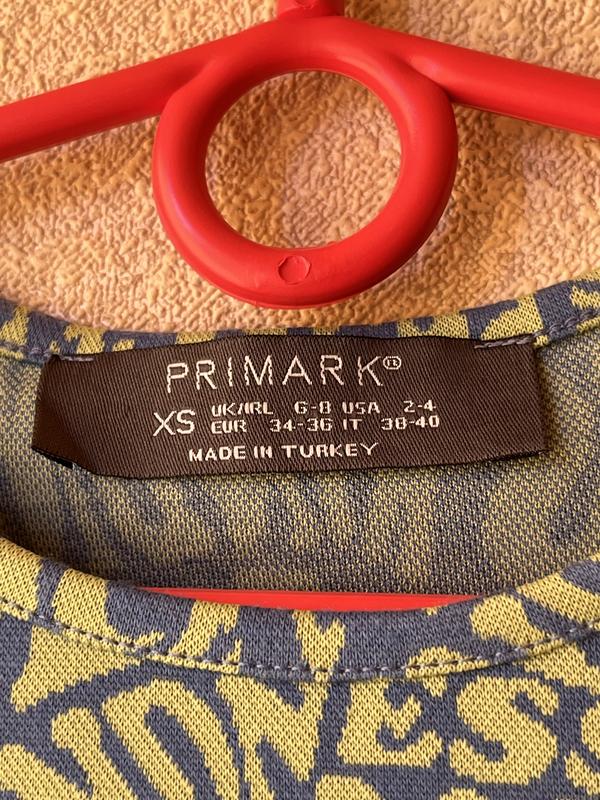 PRIMARK®
XS UK/IRL 6-8 USA 2-4
EUR 34-36 IT 38-40
MADE IN TURKEY